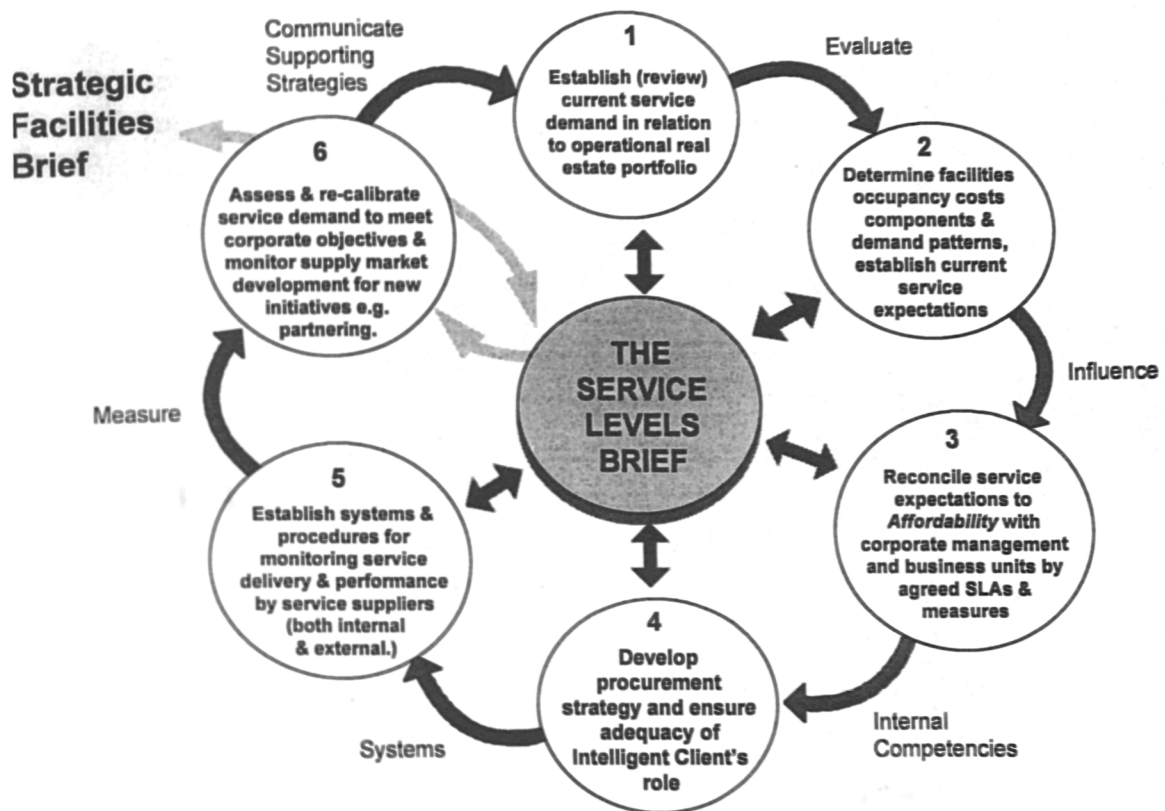 Strategic
Facilities
Brief
Communicate
Supporting
Strategies
1
Establish (review)
current service
demand in relation
to operational real
estate portfolio
Evaluate
2
Determine facilities
occupancy costs
components &
demand patterns,
establish current
service
expectations
Influence
3
Reconcile service
expectations to
Affordability with
corporate management
and business units by
agreed SLAs &
measures
Internal
Competencies
4
Develop
procurement
strategy and ensure
adequacy of
Intelligent Client's
role
Systems
5
Establish systems &
procedures for
monitoring service
delivery & performance
by service suppliers
(both internal
& external.)
Measure
6
Assess & re-calibrate
service demand to meet
corporate objectives &
monitor supply market
development for new
initiatives e.g.
partnering.
THE
SERVICE
LEVELS
BRIEF